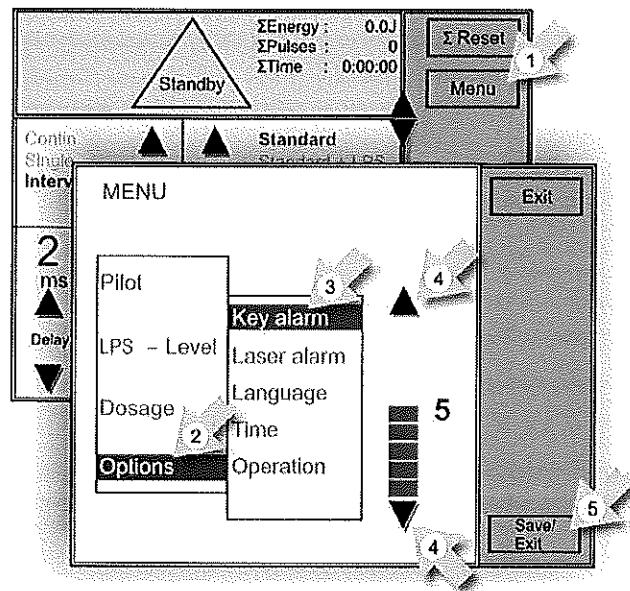 ΣEnergy : 0.0J
ΣPulses : 0
ΣTime : 0:00:00
Standby
Σ Reset
1
Menu
Contin
Standard
Standard + LPS
Interv
2
ms
Delay
MENU
Exit
Pilot
LPS – Level
Dosage
Options
2
3
Key alarm
Laser alarm
Language
Time
Operation
4
5
4
Save/
Exit
5